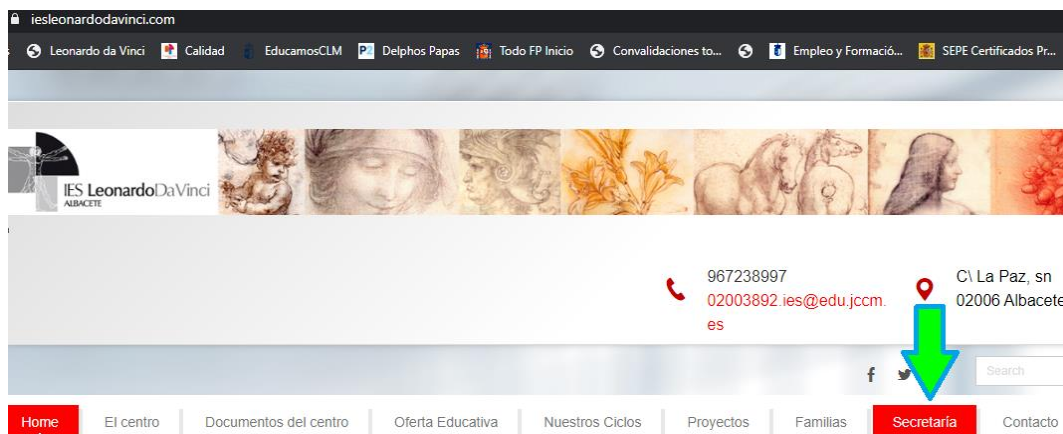 iesleonardodavinci.com
Leonardo da Vinci Calidad EducamosCLM P2 Delphos Papas Todo FP Inicio Convalidaciones to... Empleo y Formació... SEPE Certificados Pr...
IES LeonardoDaVinci
ALBACETE
967238997
02003892.ies@edu.jccm.
es
C\ La Paz, sn
02006 Albacete
f
Search
Home El centro Documentos del centro Oferta Educativa Nuestros Ciclos Proyectos Familias Secretaría Contacto